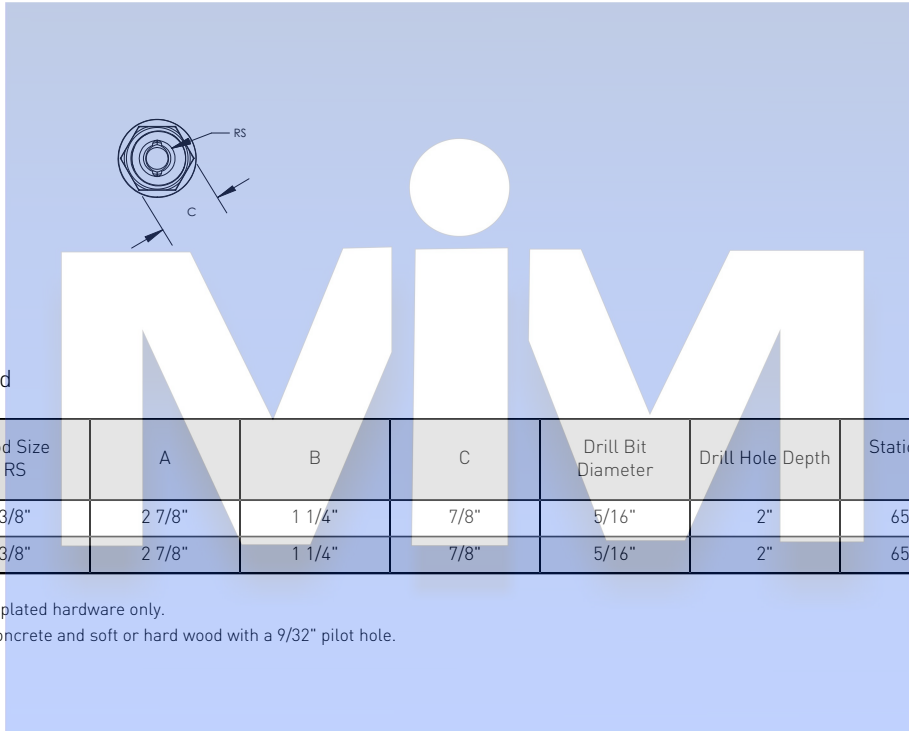 RS
C
MiM
d
d Size
RS
A
B
C
Drill Bit
Diameter
Drill Hole Depth
Static
3/8" 2 7/8" 1 1/4" 7/8" 5/16" 2" 65
3/8" 2 7/8" 1 1/4" 7/8" 5/16" 2" 65
plated hardware only.
oncrete and soft or hard wood with a 9/32" pilot hole.